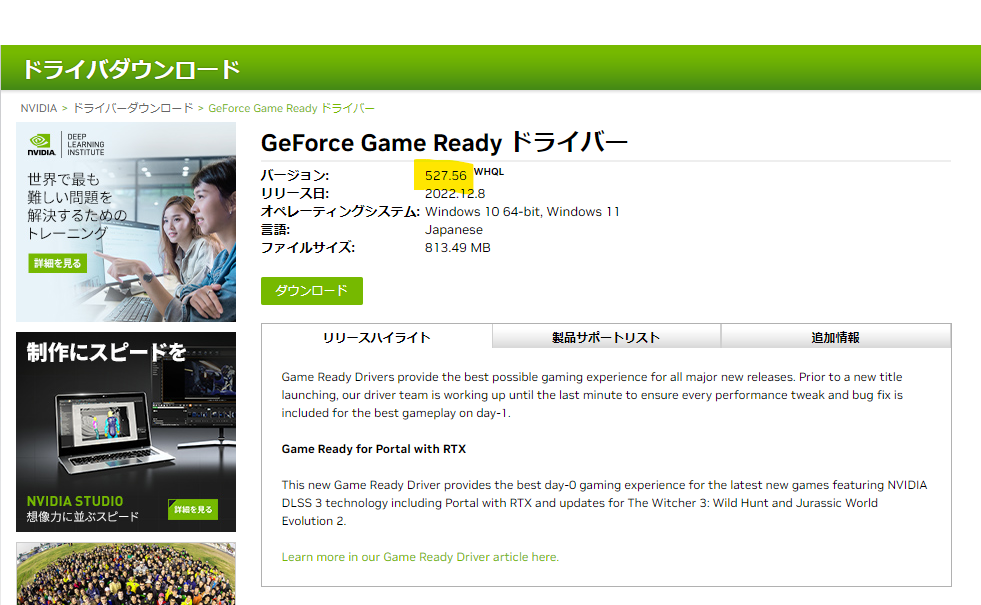 ドライバダウンロード
NVIDIA > ドライバーダウンロード > GeForce Game Ready ドライバー
NVIDIA.
DEEP
LEARNING
INSTITUTE
世界で最も
難しい問題を
解決するための
トレーニング
詳細を見る
制作にスピードを
NVIDIA STUDIO
想像力に並ぶスピード
詳細を見る
GeForce Game Ready ドライバー
バージョン: 527.56 WHQL
リリース日: 2022.12.8
オペレーティングシステム: Windows 10 64-bit, Windows 11
言語: Japanese
ファイルサイズ: 813.49 MB
ダウンロード
リリースハイライト 製品サポートリスト 追加情報
Game Ready Drivers provide the best possible gaming experience for all major new releases. Prior to a new title
launching, our driver team is working up until the last minute to ensure every performance tweak and bug fix is
included for the best gameplay on day-1.
Game Ready for Portal with RTX
This new Game Ready Driver provides the best day-0 gaming experience for the latest new games featuring NVIDIA
DLSS 3 technology including Portal with RTX and updates for The Witcher 3: Wild Hunt and Jurassic World
Evolution 2.
Learn more in our Game Ready Driver article here.